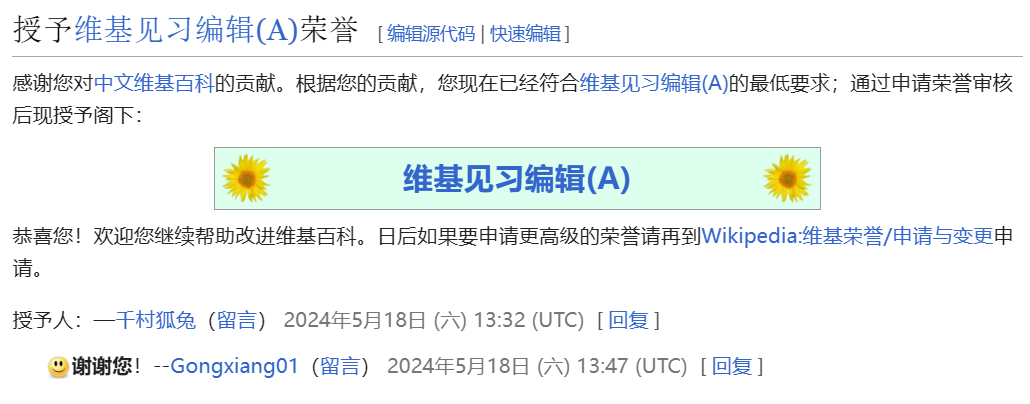 授予维基见习编辑(A)荣誉 [ 编辑源代码 | 快速编辑 ]
感谢您对中文维基百科的贡献。根据您的贡献，您现在已经符合维基见习编辑(A)的最低要求；通过申请荣誉审核
后现授予阁下：
维基见习编辑(A)
恭喜您！欢迎您继续帮助改进维基百科。日后如果要申请更高级的荣誉请再到Wikipedia:维基荣誉/申请与变更申
请。
授予人：—千村狐兔（留言） 2024年5月18日 (六) 13:32 (UTC) [ 回复 ]
谢谢您！--Gongxiang01（留言） 2024年5月18日 (六) 13:47 (UTC) [ 回复 ]